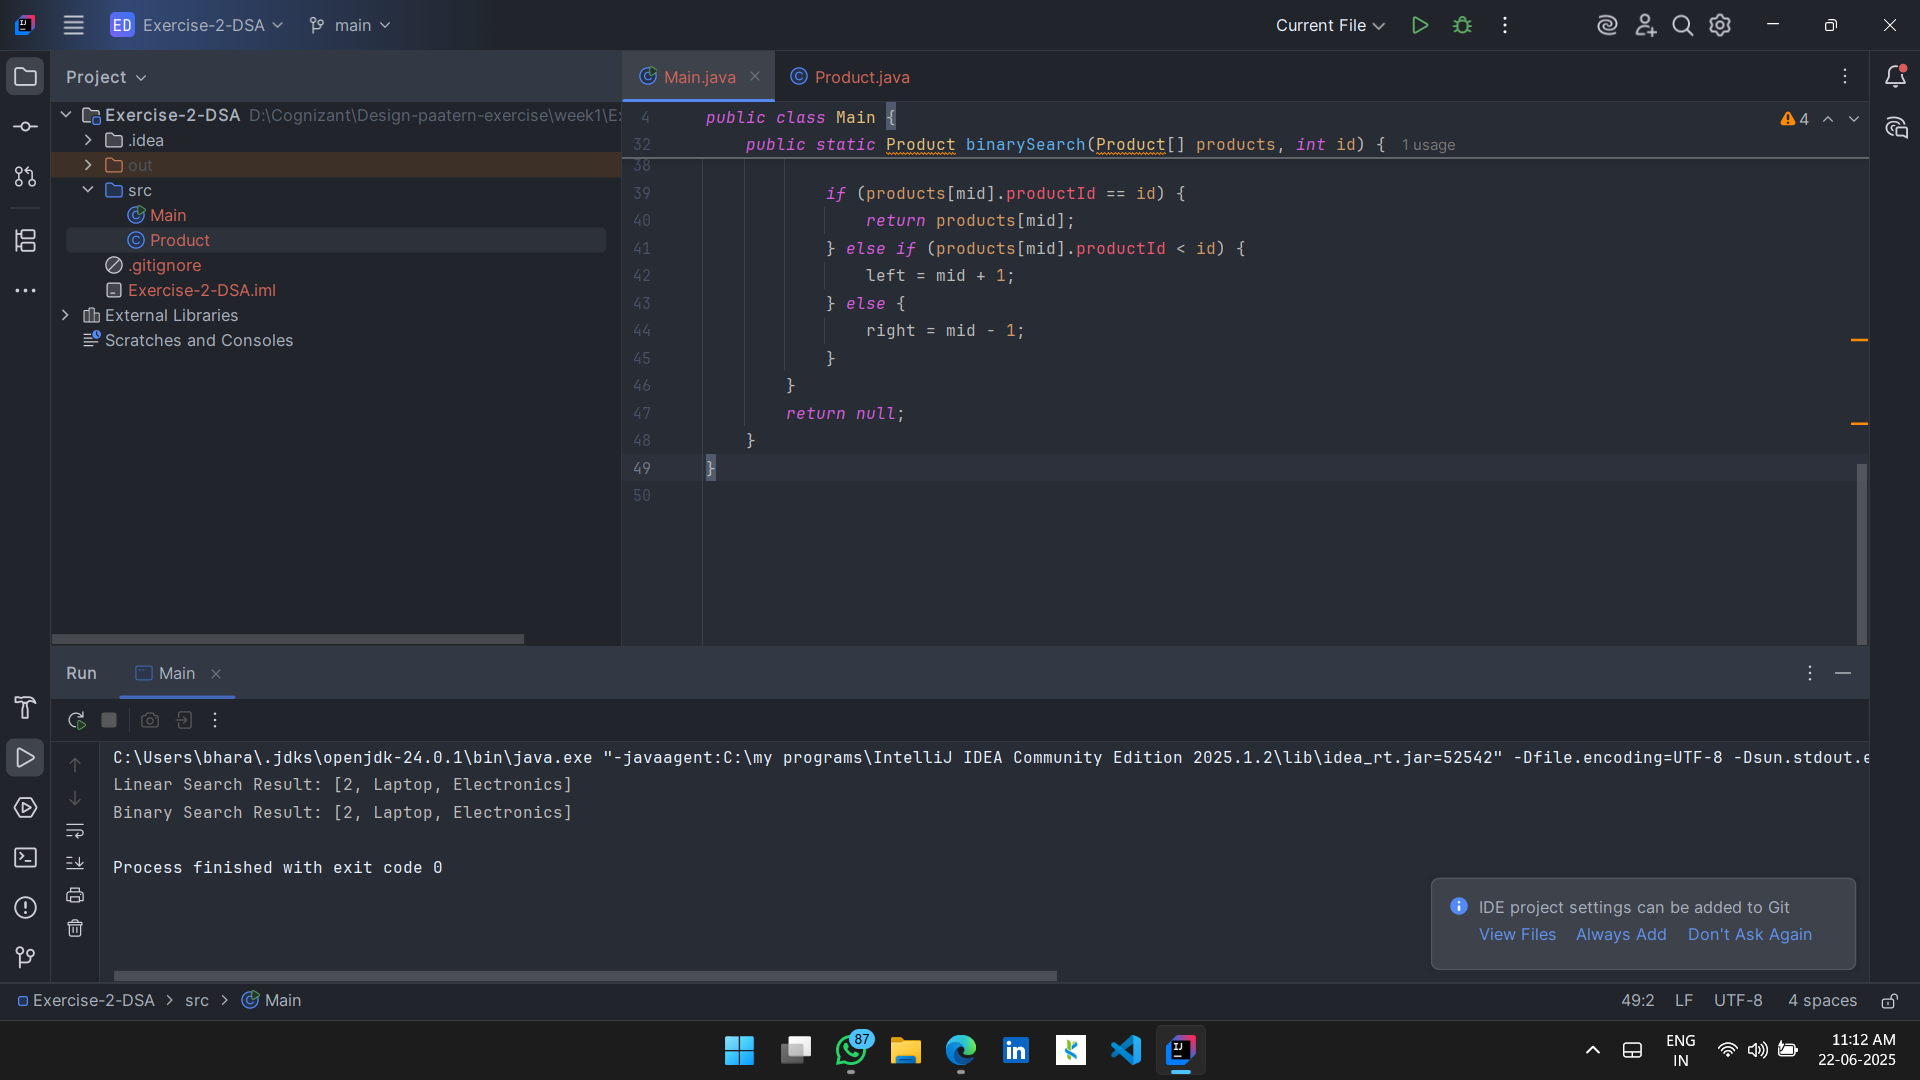 ED Exercise-2-DSA main Current File
Project
Main.java Product.java
Exercise-2-DSA D:\Cognizant\Design-paatern-exercise\week1\E
.idea
out
src
Main
Product
.gitignore
Exercise-2-DSA.iml
External Libraries
Scratches and Consoles
4 public class Main {
4
32 public static Product binarySearch(Product[] products, int id) { 1 usage
38
39 if (products[mid].productId == id) {
40 return products[mid];
41 } else if (products[mid].productId < id) {
42 left = mid + 1;
43 } else {
44 right = mid - 1;
45 }
46 }
47 return null;
48 }
49 }
50
Run Main
C:\Users\bhara\.jdks\openjdk-24.0.1\bin\java.exe "-javaagent:C:\my programs\IntelliJ IDEA Community Edition 2025.1.2\lib\idea_rt.jar=52542" -Dfile.encoding=UTF-8 -Dsun.stdout.e
Linear Search Result: [2, Laptop, Electronics]
Binary Search Result: [2, Laptop, Electronics]
Process finished with exit code 0
IDE project settings can be added to Git
View Files Always Add Don't Ask Again
Exercise-2-DSA > src > Main
49:2 LF UTF-8 4 spaces
87
ENG
IN
11:12 AM
22-06-2025